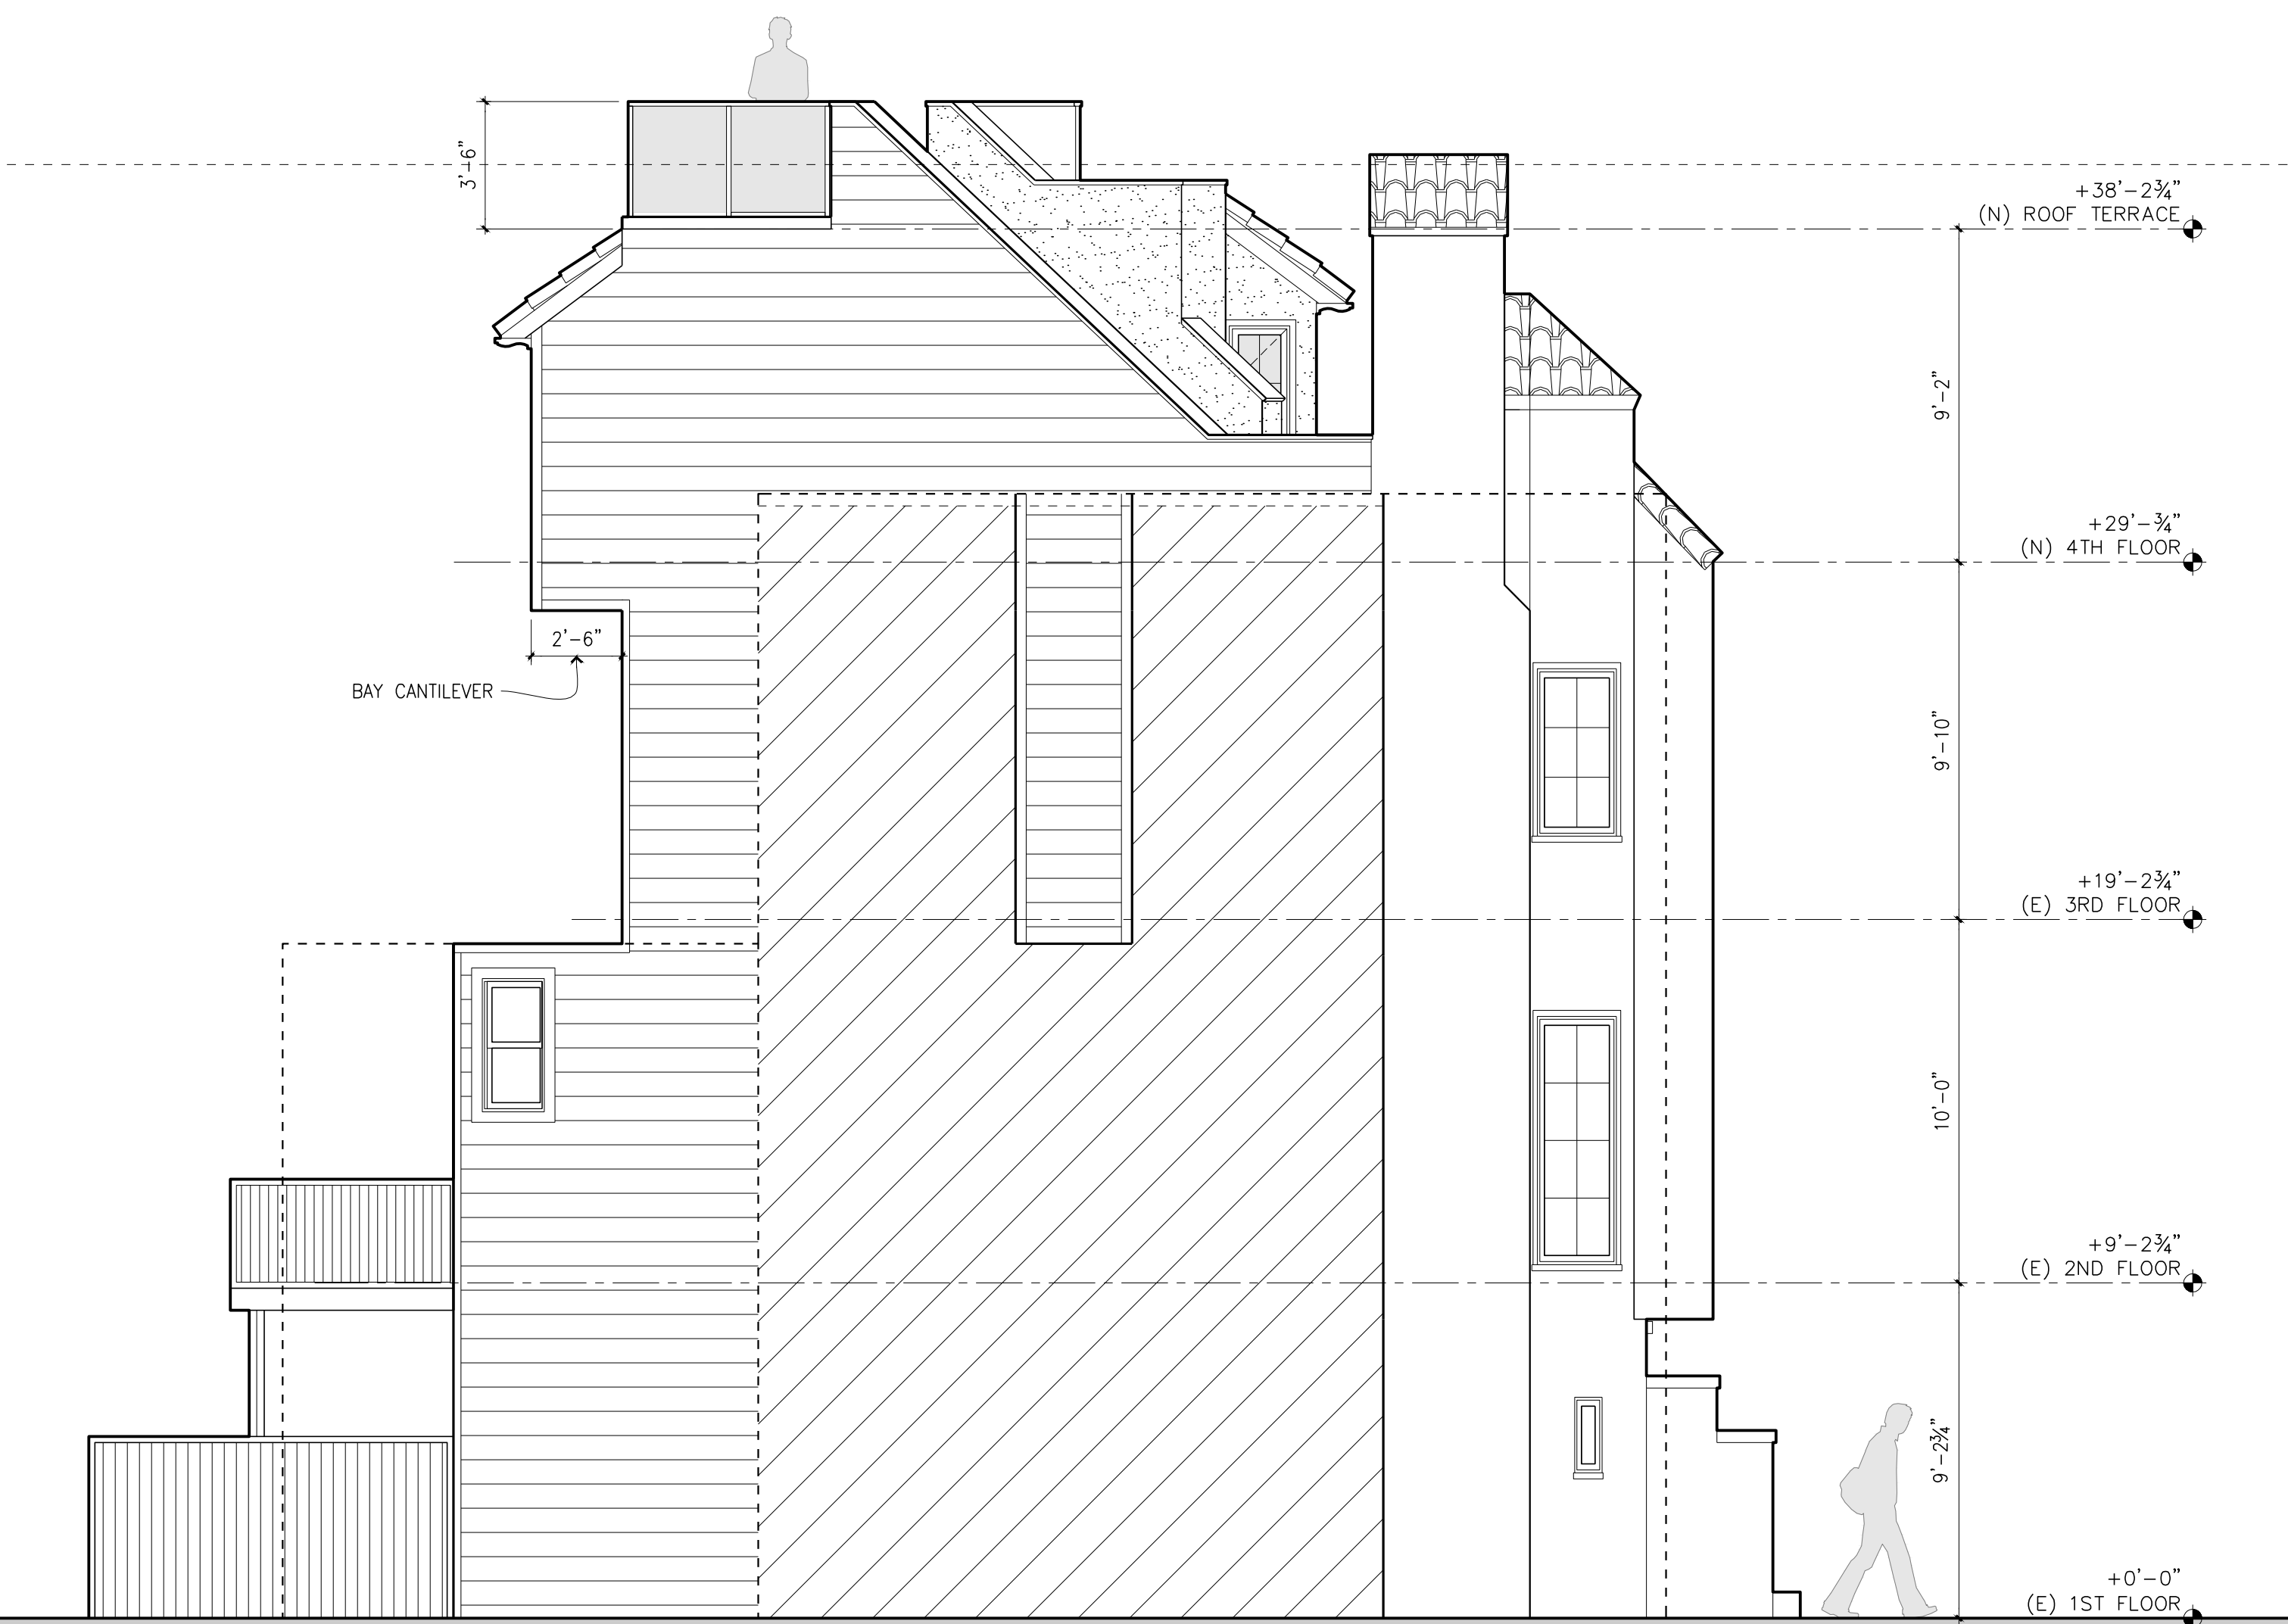 3'-6"
+38'-2¾"
(N) ROOF TERRACE
9'-2"
+29'-¾"
(N) 4TH FLOOR
2'-6"
BAY CANTILEVER
9'-10"
+19'-2¾"
(E) 3RD FLOOR
10'-0"
+9'-2¾"
(E) 2ND FLOOR
9'-2¾"
+0'-0"
(E) 1ST FLOOR